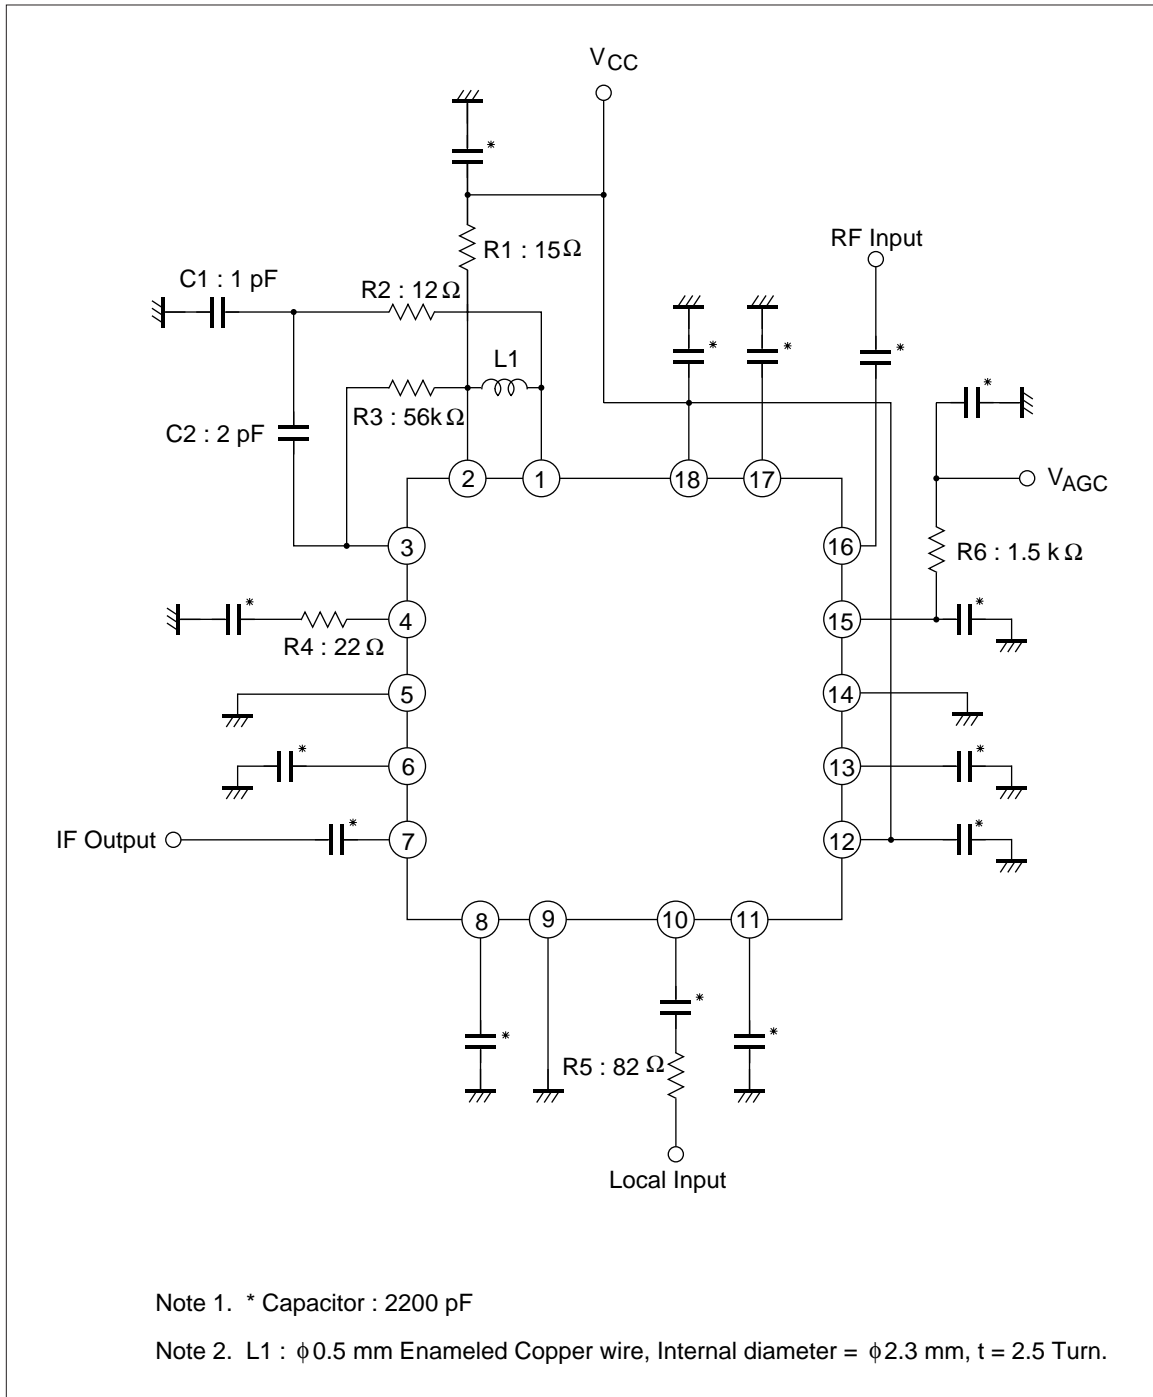 VCC
*
R1 : 15Ω
RF Input
C1 : 1 pF
R2 : 12Ω
*
*
*
L1
*
R3 : 56kΩ
C2 : 2 pF
2
1
18
17
VAGC
3
16
R6 : 1.5 kΩ
*
4
15
*
R4 : 22Ω
5
14
*
6
13
*
*
IF Output
7
12
*
8
9
10
11
*
*
*
R5 : 82 Ω
Local Input
Note 1. * Capacitor : 2200 pF
Note 2. L1 : φ0.5 mm Enameled Copper wire, Internal diameter = φ2.3 mm, t = 2.5 Turn.